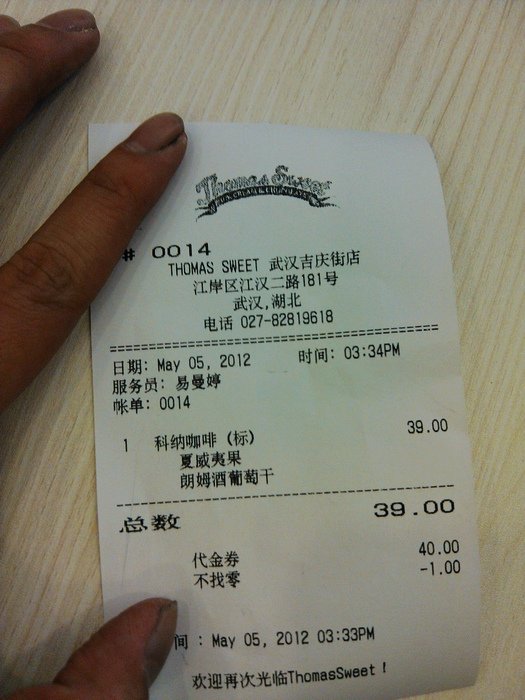 Thomas Sweet
# 0014
THOMAS SWEET 武汉吉庆街店
江岸区江汉二路181号
武汉,湖北
电话 027-82819618
日期: May 05, 2012 时间: 03:34PM
服务员: 易曼婷
帐单: 0014
1 科纳咖啡 (标) 39.00
夏威夷果
朗姆酒葡萄干
总数 39.00
代金券 40.00
不找零 -1.00
间 : May 05, 2012 03:33PM
欢迎再次光临ThomasSweet!